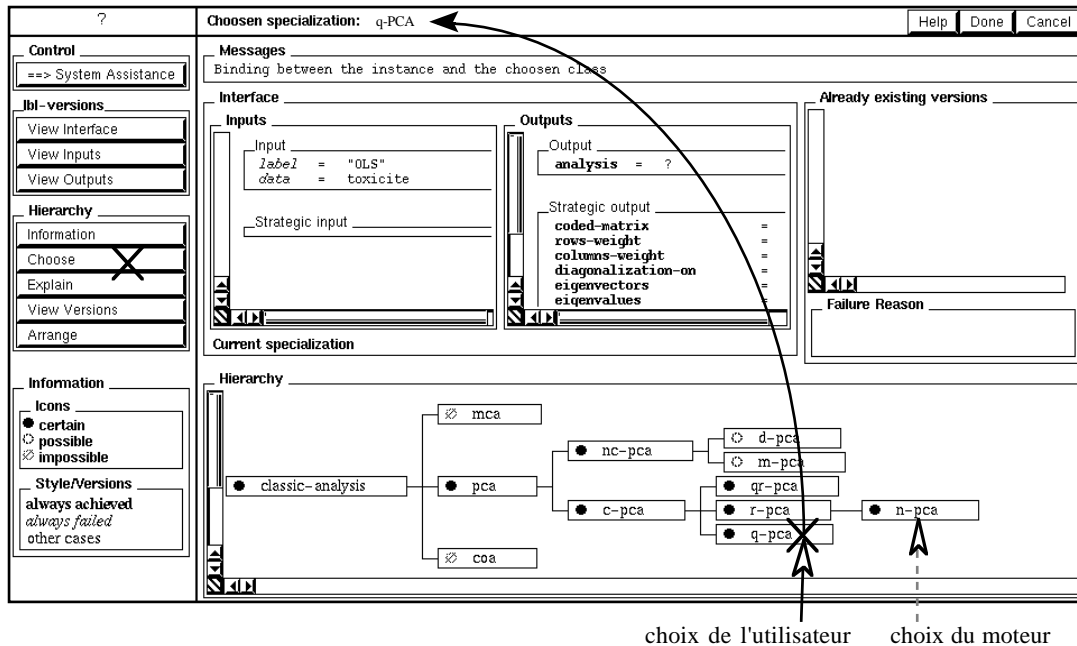 ?
Choosen specialization: q-PCA
Help Done Cancel
Control
==> System Assistance
lbl-versions
View Interface
View Inputs
View Outputs
Hierarchy
Information
Choose
Explain
View Versions
Arrange
Information
Icons
certain
possible
impossible
Style/Versions
always achieved
always failed
other cases
Messages
Binding between the instance and the choosen class
Interface
Inputs
Input
label = "OLS"
data = toxicite
Strategic input
Outputs
Output
analysis = ?
Strategic output
coded-matrix =
rows-weight =
columns-weight =
diagonalization-on =
eigenvectors =
eigenvalues =
Current specialization
Already existing versions
Failure Reason
Hierarchy
mca
d-pca
nc-pca
m-pca
classic-analysis
pca
qr-pca
c-pca
r-pca
n-pca
q-pca
coa
choix de l'utilisateur
choix du moteur